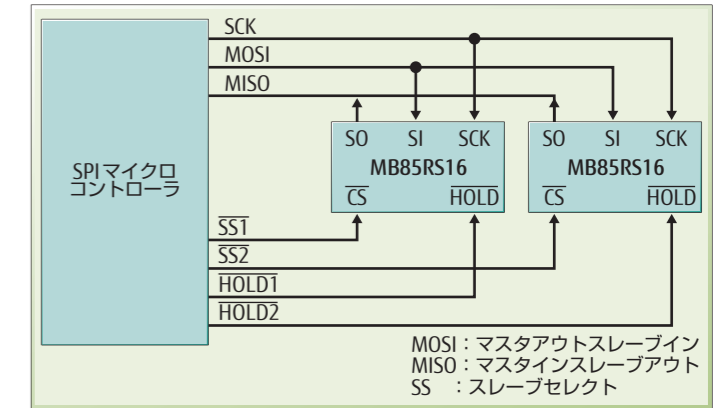 SCK
MOSI
MISO
SO SI SCK
MB85RS16
CS HOLD
SO SI SCK
MB85RS16
CS HOLD
SPIマイクロ
コントローラ
SS1
SS2
HOLD1
HOLD2
MOSI：マスタアウトスレーブイン
MISO：マスタインスレーブアウト
SS ：スレーブセレクト